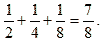 1/2 + 1/4 + 1/8 = 7/8.